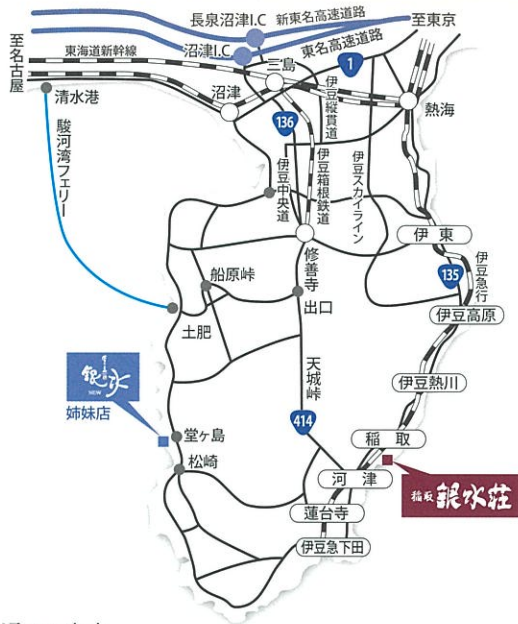 長泉沼津I.C
新東名高速道路
至東京
至名古屋
東海道新幹線
沼津I.C
東名高速道路
三島
1
清水港
沼津
熱海
136
伊豆縦貫道
駿河湾フェリー
伊豆中央道
伊豆箱根鉄道
伊豆スカイライン
伊東
修善寺
伊豆急行
135
船原峠
出口
伊豆高原
土肥
天城峠
伊豆熱川
銀水
NEW
姉妹店
414
稲取
堂ヶ島
松崎
河津
稲取 銀水荘
蓮台寺
伊豆急下田